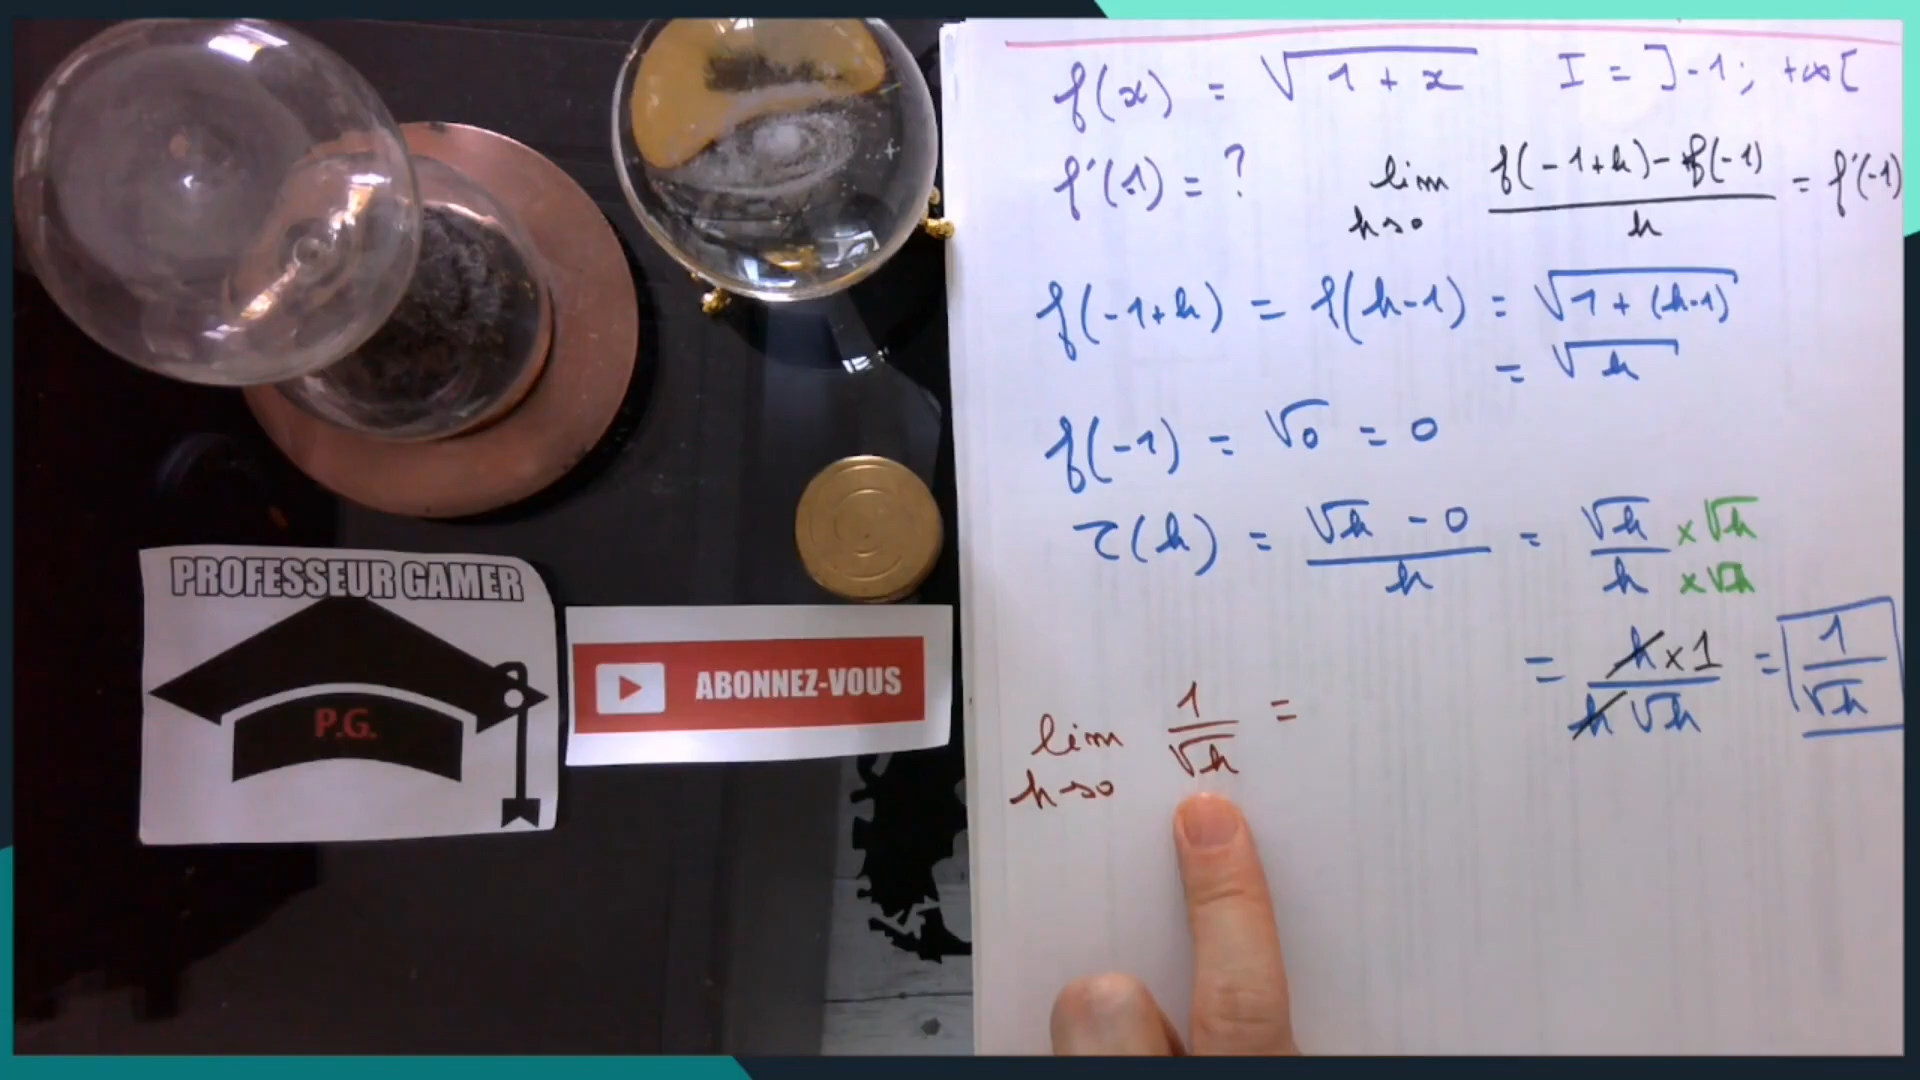 PROFESSEUR GAMER
P.G.
ABONNEZ-VOUS
f(x) = √(1 + x) I = ]-1; +∞[
f'(-1) = ? lim h→0 (f(-1+h) - f(-1))/h = f'(-1)
f(-1+h) = f(h-1) = √(1 + (h-1))
= √h
f(-1) = √0 = 0
τ(h) = (√h - 0)/h = √h/h × √h × √h
= h×1/h√h = 1/√h
lim h→0 1/√h =